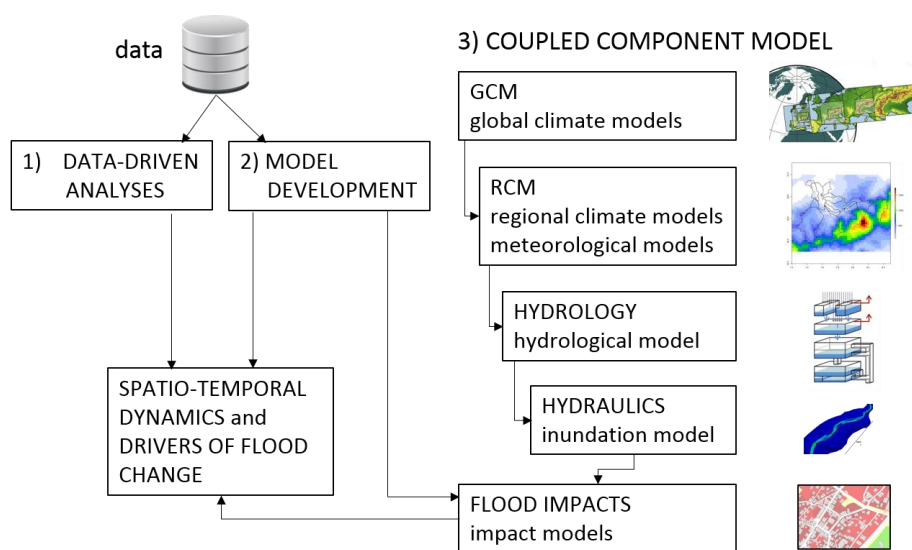 data
3) COUPLED COMPONENT MODEL
GCM
global climate models
1) DATA-DRIVEN
ANALYSES
2) MODEL
DEVELOPMENT
RCM
regional climate models
meteorological models
HYDROLOGY
hydrological model
SPATIO-TEMPORAL
DYNAMICS and
DRIVERS OF FLOOD
CHANGE
HYDRAULICS
inundation model
FLOOD IMPACTS
impact models